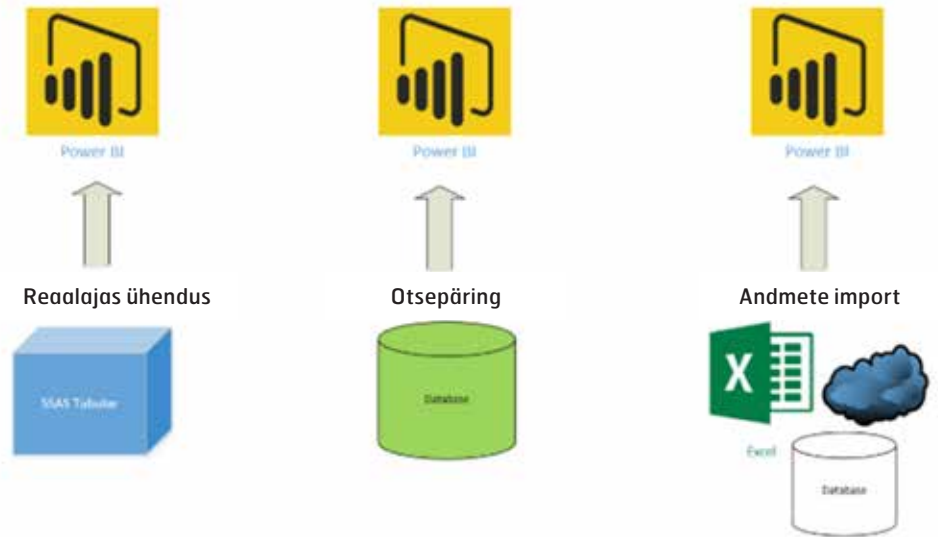 Power BI
Power BI
Power BI
Reaalajas ühendus
Otsepäring
Andmete import
SSAS Tabular
Database
X
Excel
Database